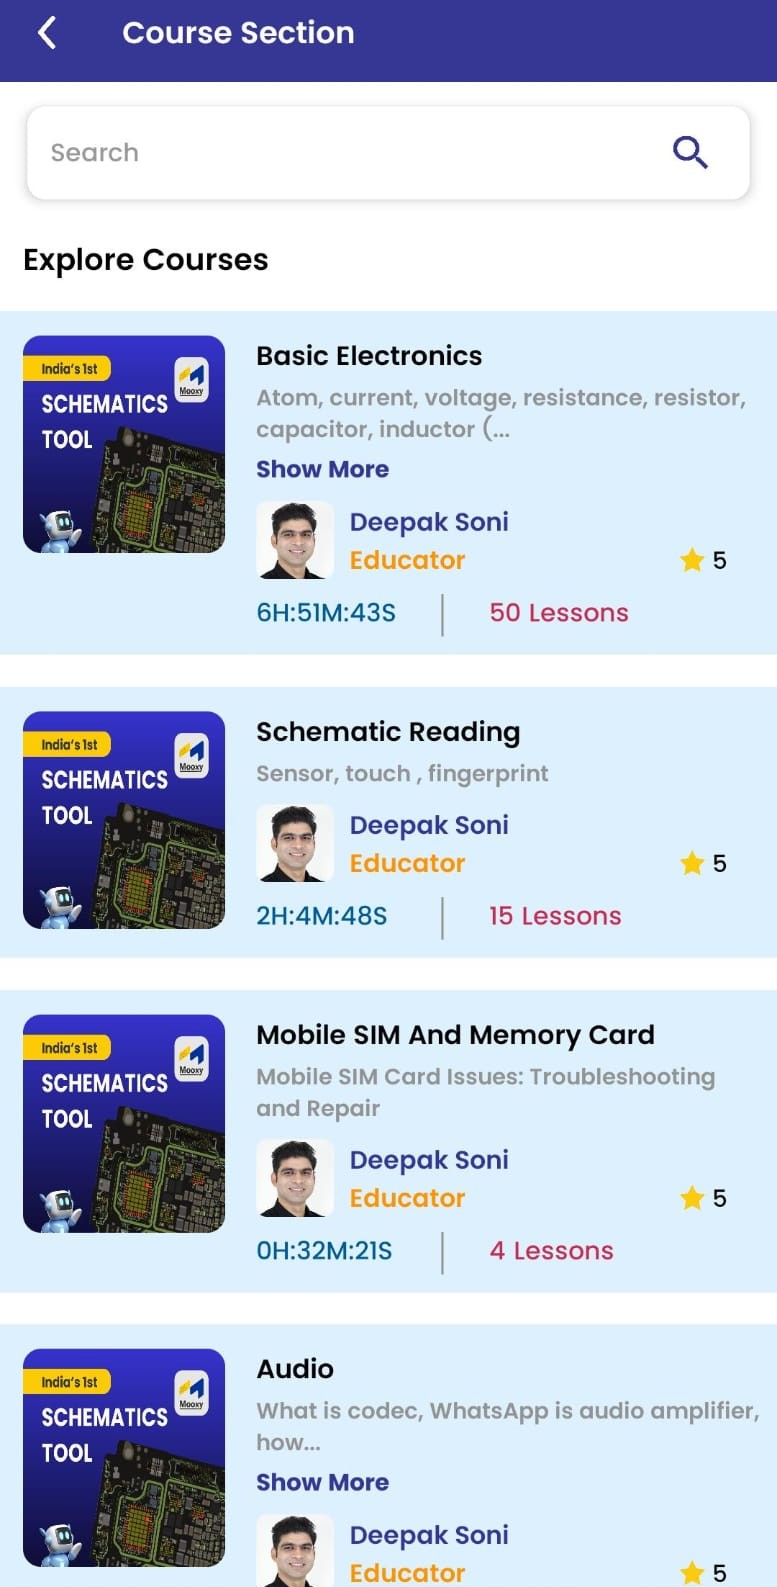 Course Section
Search
Explore Courses
India's 1st
Mooxy
SCHEMATICS
TOOL
Basic Electronics
Atom, current, voltage, resistance, resistor,
capacitor, inductor (...
Show More
Deepak Soni
Educator
5
6H:51M:43S
50 Lessons
India's 1st
Mooxy
SCHEMATICS
TOOL
Schematic Reading
Sensor, touch , fingerprint
Deepak Soni
Educator
5
2H:4M:48S
15 Lessons
India's 1st
Mooxy
SCHEMATICS
TOOL
Mobile SIM And Memory Card
Mobile SIM Card Issues: Troubleshooting
and Repair
Deepak Soni
Educator
5
0H:32M:21S
4 Lessons
India's 1st
Mooxy
SCHEMATICS
TOOL
Audio
What is codec, WhatsApp is audio amplifier,
how...
Show More
Deepak Soni
Educator
5